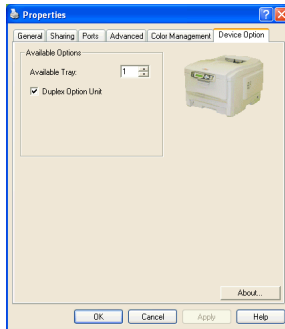 Properties
General Sharing Ports Advanced Color Management Device Option
Available Options
Available Tray: 1
Duplex Option Unit
About...
OK Cancel Apply Help